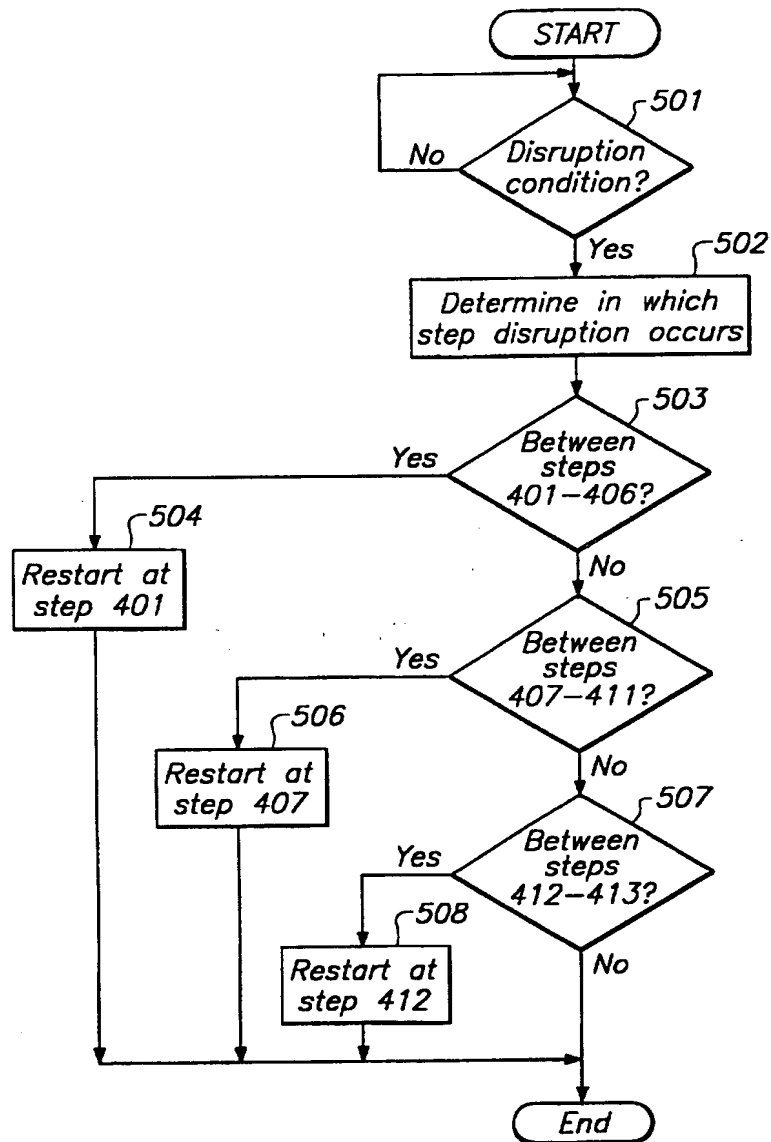 START
501
No
Disruption
condition?
Yes
502
Determine in which
step disruption occurs
503
Yes
Between
steps
401-406?
504
No
Restart at
step 401
505
Yes
Between
steps
407-411?
506
No
Restart at
step 407
507
Yes
Between
steps
412-413?
508
No
Restart at
step 412
End